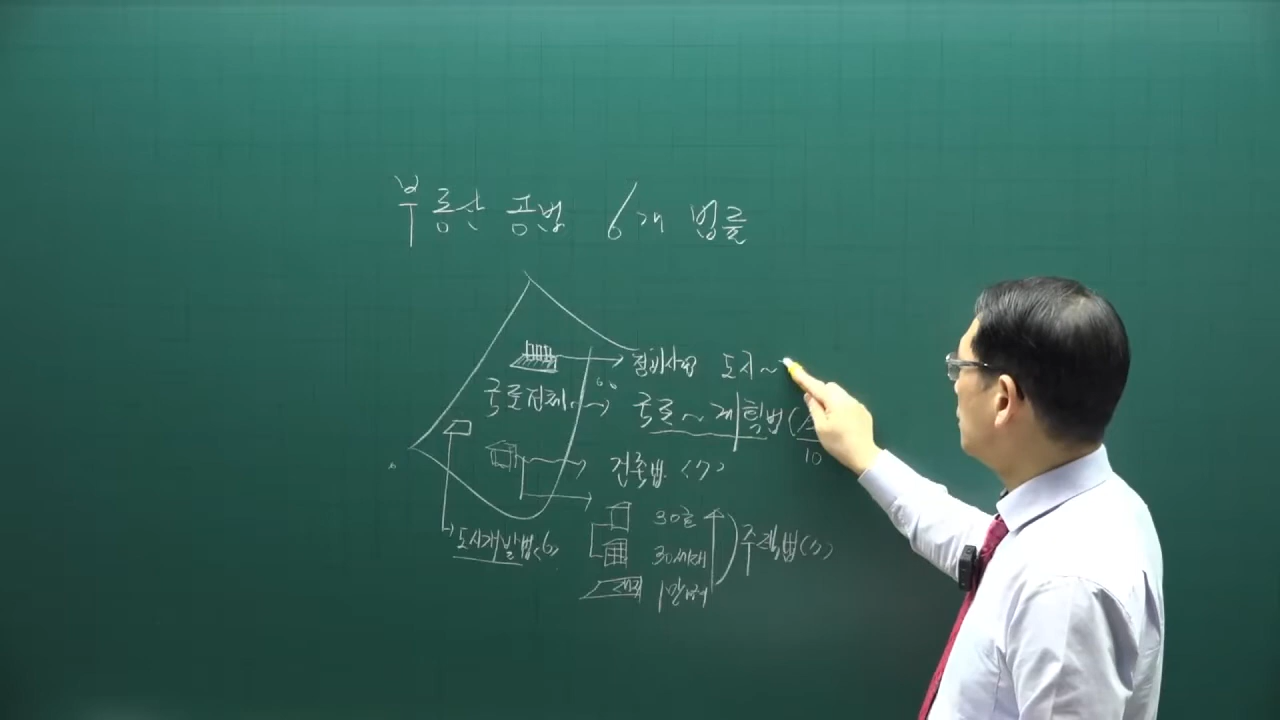 부동산 공법 6개 법률
정비사업 도시~
국토전체 국토~계획법(
10
건축법 (7)
도시개발법(6)
30호
30세대 주택법(7)
1만㎡